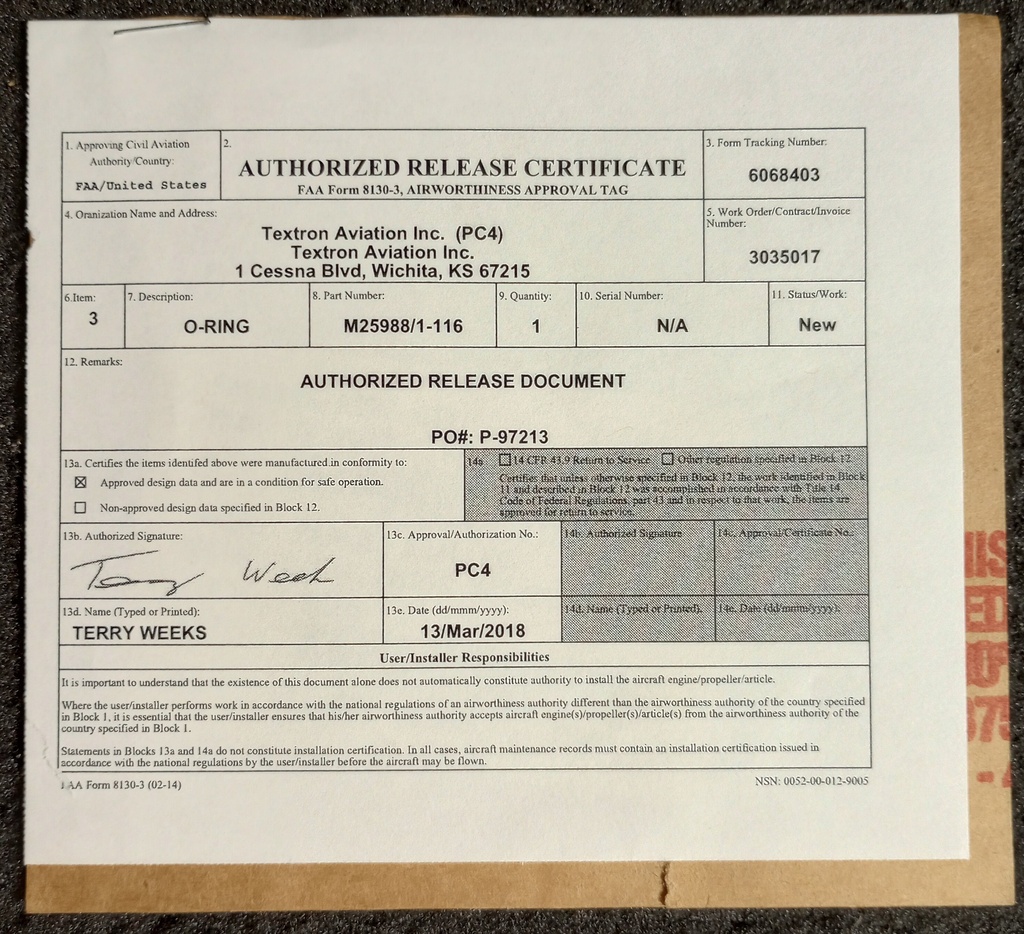 1. Approving Civil Aviation
Authority/Country:
FAA/United States
2.
AUTHORIZED RELEASE CERTIFICATE
FAA Form 8130-3, AIRWORTHINESS APPROVAL TAG
3. Form Tracking Number:
6068403
4. Oranization Name and Address:
Textron Aviation Inc. (PC4)
Textron Aviation Inc.
1 Cessna Blvd, Wichita, KS 67215
5. Work Order/Contract/Invoice
Number:
3035017
6.Item:
3
7. Description:
O-RING
8. Part Number:
M25988/1-116
9. Quantity:
1
10. Serial Number:
N/A
11. Status/Work:
New
12. Remarks:
AUTHORIZED RELEASE DOCUMENT
PO#: P-97213
13a. Certifies the items identifed above were manufactured in conformity to:
Approved design data and are in a condition for safe operation.
Non-approved design data specified in Block 12.
14a 14 CFR 43.9 Return to Service Other regulation specified in Block 12
Certifies that unless otherwise specified in Block 12, the work identified in Block
11 and described in Block 12 was accomplished in accordance with Title 14
Code of Federal Regulations, part 43 and in respect to that work, the items are
approved for return to service.
13b. Authorized Signature:
Terry Weeks
13c. Approval/Authorization No.:
PC4
14b. Authorized Signature
14c. Approval/Certificate No.:
13d. Name (Typed or Printed):
TERRY WEEKS
13e. Date (dd/mmm/yyyy):
13/Mar/2018
14d. Name (Typed or Printed).
14e. Date (dd/mmm/yyyy):
User/Installer Responsibilities
It is important to understand that the existence of this document alone does not automatically constitute authority to install the aircraft engine/propeller/article.
Where the user/installer performs work in accordance with the national regulations of an airworthiness authority different than the airworthiness authority of the country specified
in Block 1, it is essential that the user/installer ensures that his/her airworthiness authority accepts aircraft engine(s)/propeller(s)/article(s) from the airworthiness authority of the
country specified in Block 1.
Statements in Blocks 13a and 14a do not constitute installation certification. In all cases, aircraft maintenance records must contain an installation certification issued in
accordance with the national regulations by the user/installer before the aircraft may be flown.
FAA Form 8130-3 (02-14)
NSN: 0052-00-012-9005